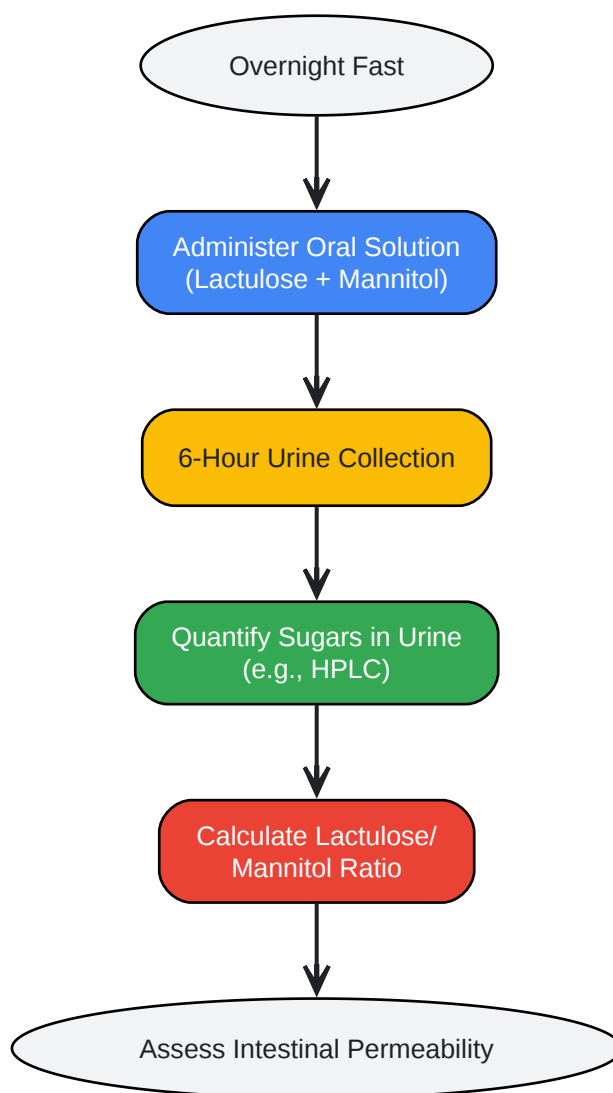 Overnight Fast
Administer Oral Solution
(Lactulose + Mannitol)
6-Hour Urine Collection
Quantify Sugars in Urine
(e.g., HPLC)
Calculate Lactulose/
Mannitol Ratio
Assess Intestinal Permeability